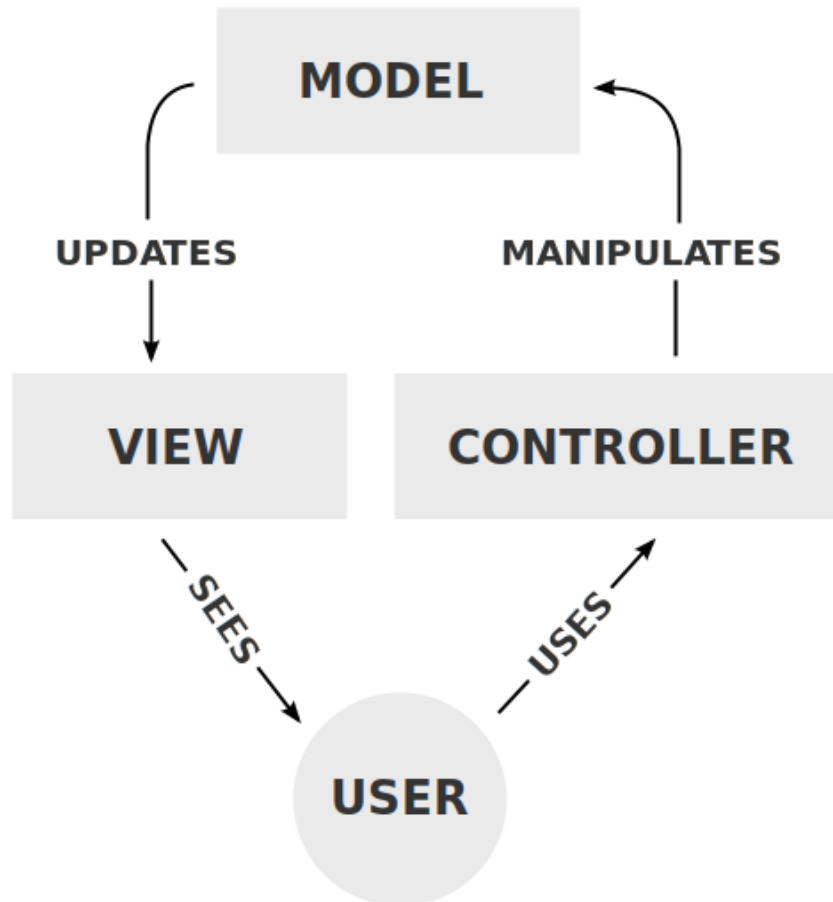 MODEL
UPDATES
MANIPULATES
VIEW
CONTROLLER
SEES
USES
USER